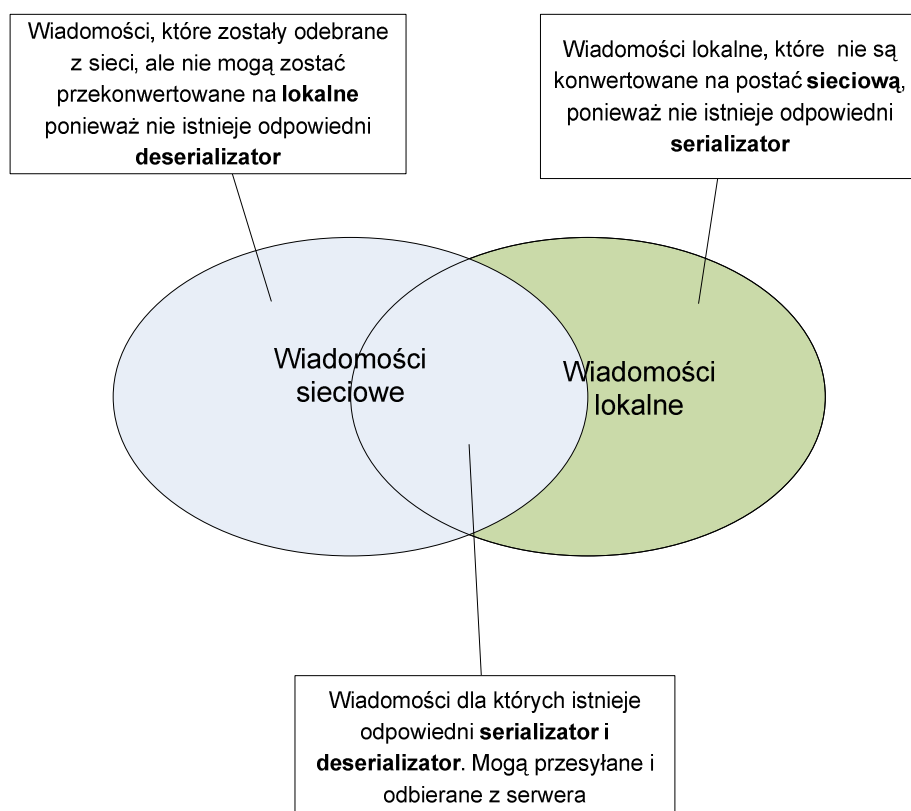 Wiadomości, które zostały odebrane
z sieci, ale nie mogą zostać
przekonwertowane na lokalne
ponieważ nie istnieje odpowiedni
deserializator
Wiadomości lokalne, które nie są
konwertowane na postać sieciową,
ponieważ nie istnieje odpowiedni
serializator
Wiadomości
sieciowe
Wiadomości
lokalne
Wiadomości dla których istnieje
odpowiedni serializator i
deserializator. Mogą przesyłane i
odbierane z serwera